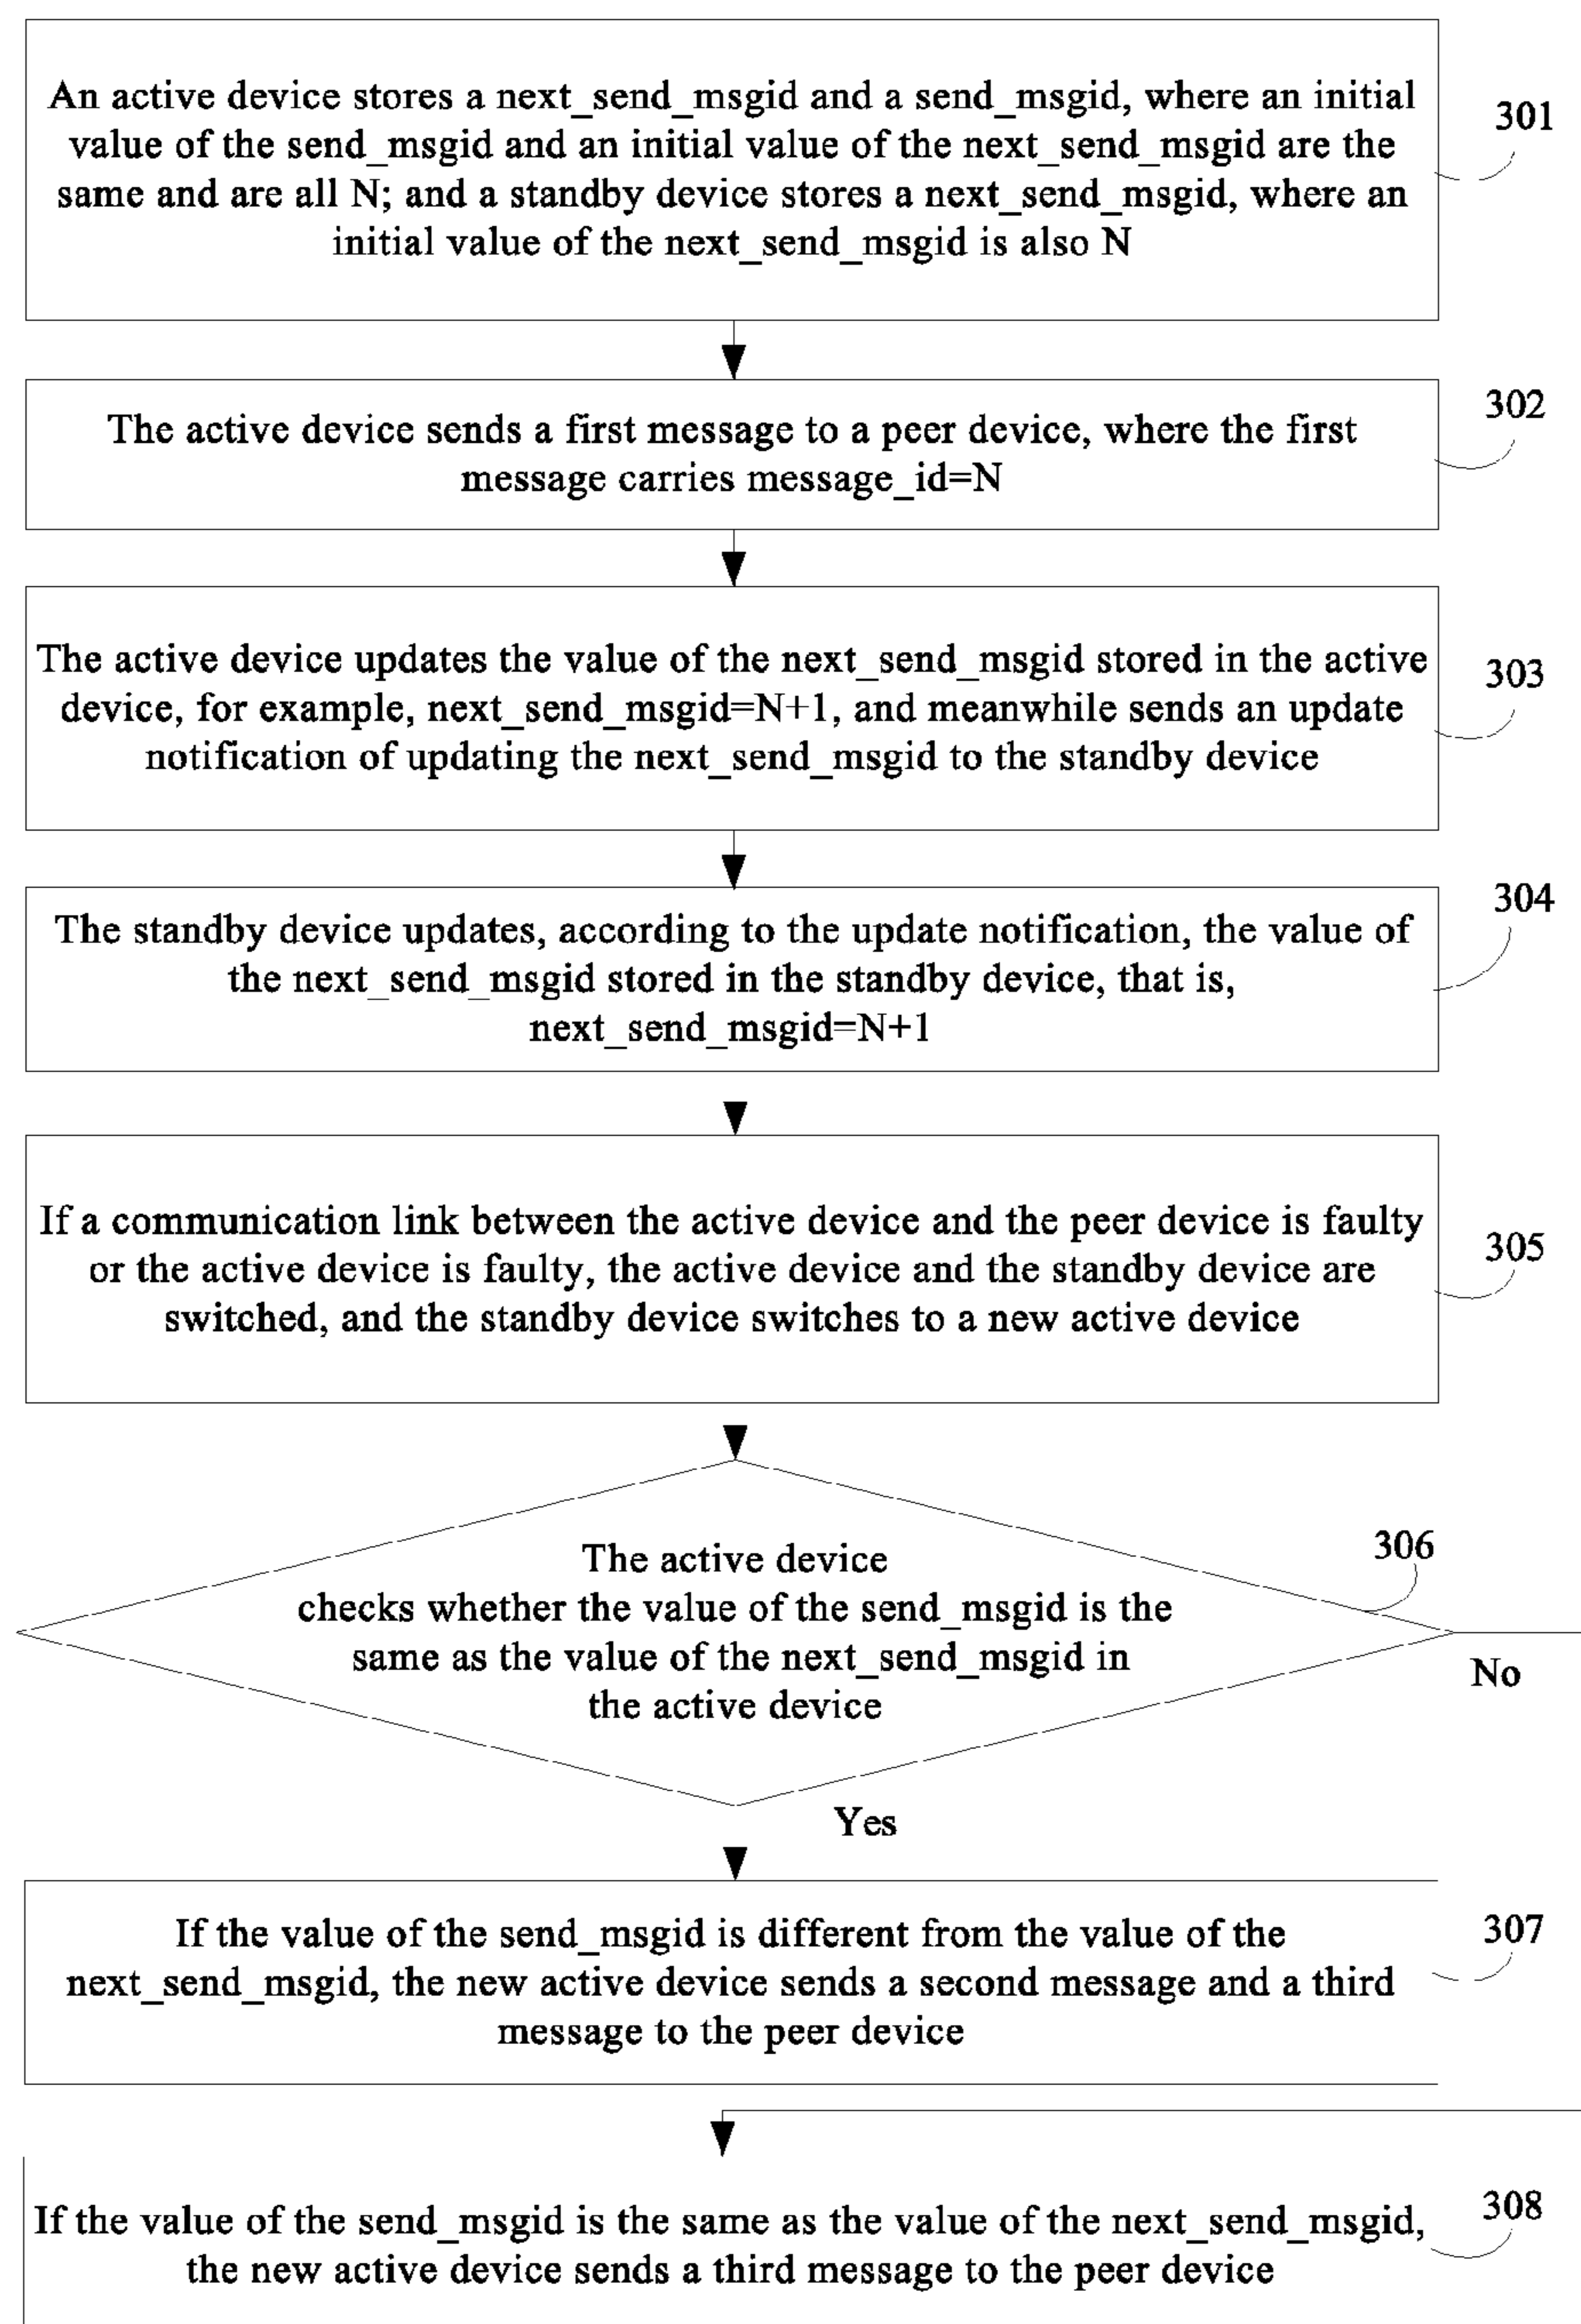 An active device stores a next_send_msgid and a send_msgid, where an initial
value of the send_msgid and an initial value of the next_send_msgid are the
same and are all N; and a standby device stores a next_send_msgid, where an
initial value of the next_send_msgid is also N
301
The active device sends a first message to a peer device, where the first
message carries message_id=N
302
The active device updates the value of the next_send_msgid stored in the active
device, for example, next_send_msgid=N+1, and meanwhile sends an update
notification of updating the next_send_msgid to the standby device
303
The standby device updates, according to the update notification, the value of
the next_send_msgid stored in the standby device, that is,
next_send_msgid=N+1
304
If a communication link between the active device and the peer device is faulty
or the active device is faulty, the active device and the standby device are
switched, and the standby device switches to a new active device
305
The active device
checks whether the value of the send_msgid is the
same as the value of the next_send_msgid in
the active device
306
No
Yes
If the value of the send_msgid is different from the value of the
next_send_msgid, the new active device sends a second message and a third
message to the peer device
307
If the value of the send_msgid is the same as the value of the next_send_msgid,
the new active device sends a third message to the peer device
308